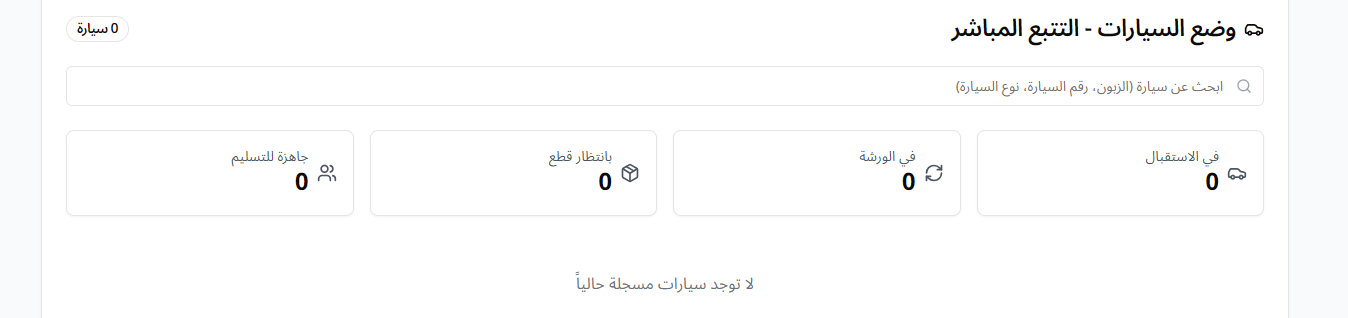 وضع السيارات - التتبع المباشر
0 سيارة
ابحث عن سيارة (الزبون، رقم السيارة، نوع السيارة)
في الاستقبال
0
في الورشة
0
بانتظار قطع
0
جاهزة للتسليم
0
لا توجد سيارات مسجلة حالياً